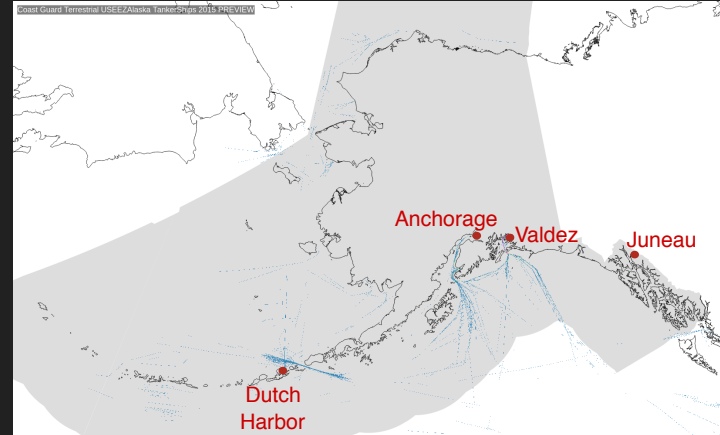 Coast Guard Terrestrial USEEZAlaska TankerShips 2015 PREVIEW
Anchorage
Valdez
Juneau
Dutch
Harbor